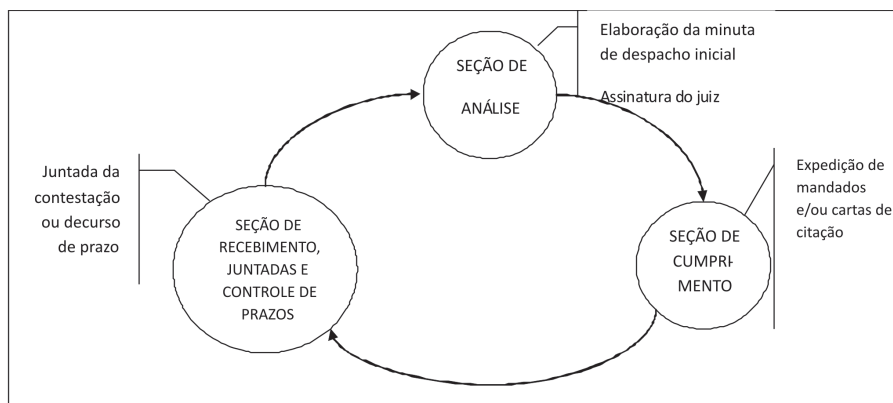 SEÇÃO DE
ANÁLISE
Elaboração da minuta
de despacho inicial
Assinatura do juiz
Expedição de
mandados
e/ou cartas de
citação
SEÇÃO DE
CUMPRI-
MENTO
Juntada da
contestação
ou decurso
de prazo
SEÇÃO DE
RECEBIMENTO,
JUNTADAS E
CONTROLE DE
PRAZOS